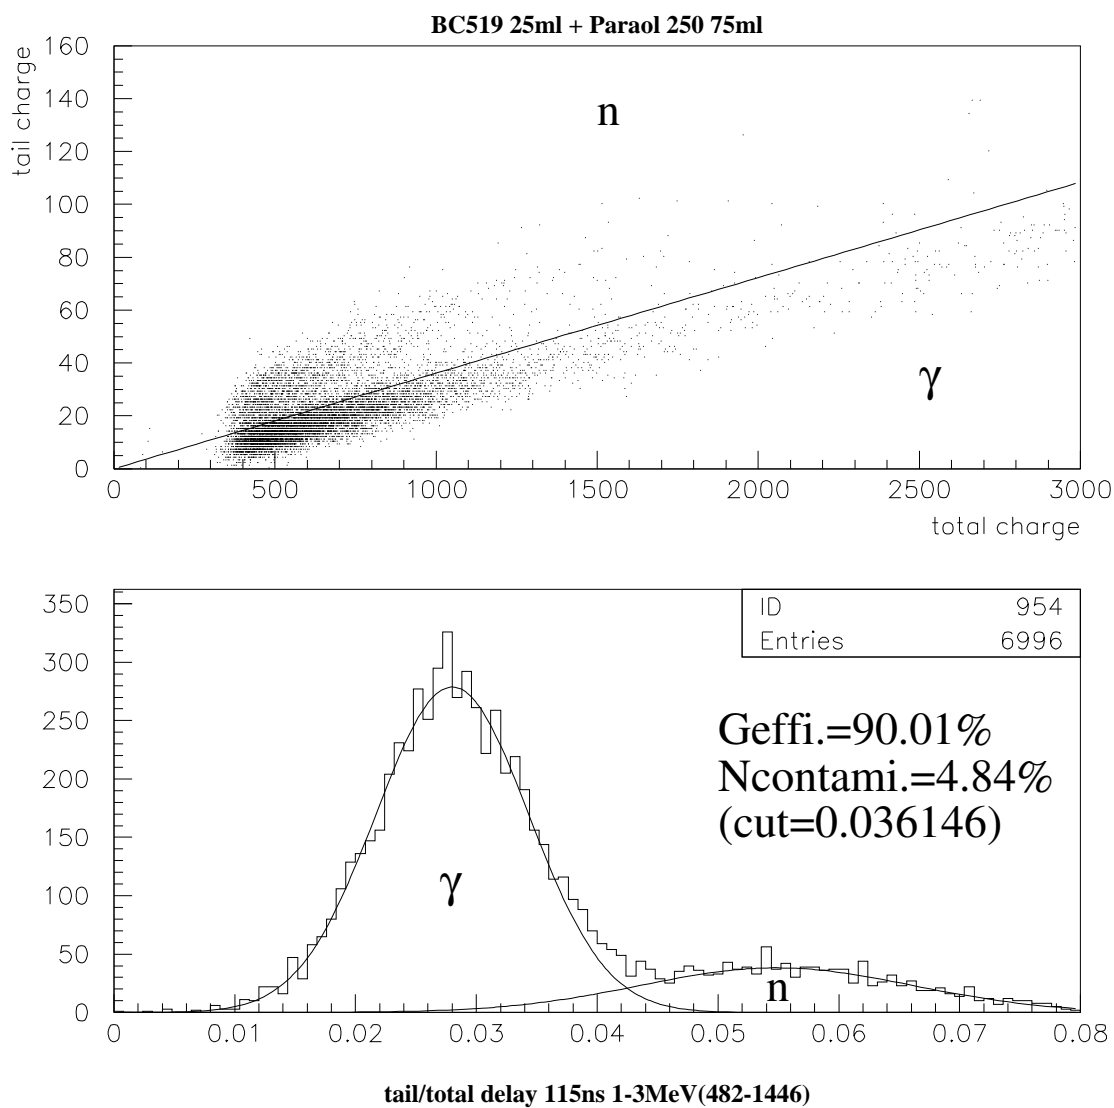 BC519 25ml + Paraol 250 75ml
tail charge
160
140
120
100
80
60
40
20
0
n
γ
0 500 1000 1500 2000 2500 3000
total charge
ID 954
Entries 6996
350
300
250
200
150
100
50
0
Geffi.=90.01%
Ncontami.=4.84%
(cut=0.036146)
γ
n
0 0.01 0.02 0.03 0.04 0.05 0.06 0.07 0.08
tail/total delay 115ns 1-3MeV(482-1446)